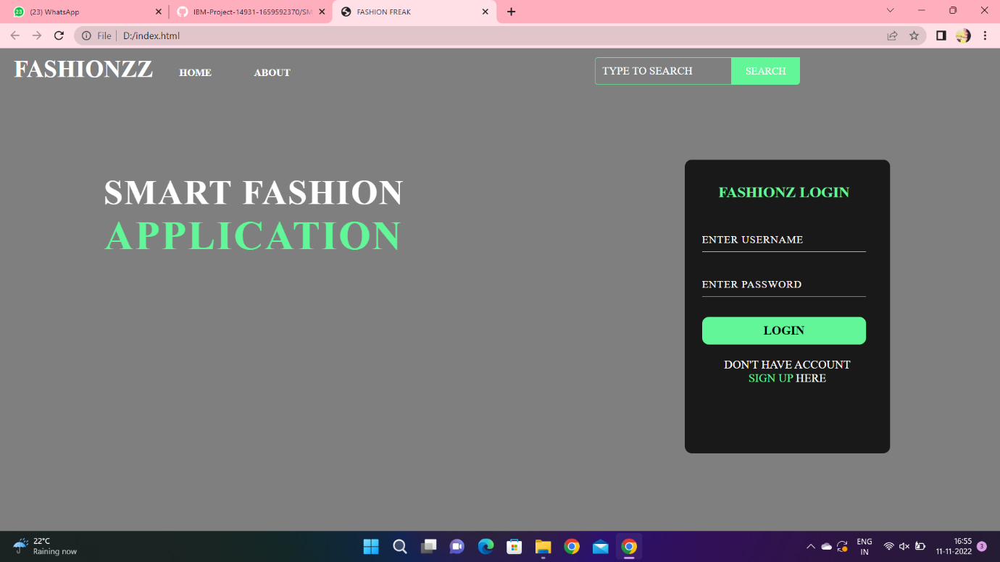 (23) WhatsApp
IBM-Project-14931-1659592370/SM
FASHION FREAK
File
D:/index.html
FASHIONZZ
HOME
ABOUT
TYPE TO SEARCH
SEARCH
SMART FASHION
APPLICATION
FASHIONZ LOGIN
ENTER USERNAME
ENTER PASSWORD
LOGIN
DON'T HAVE ACCOUNT
SIGN UP HERE
22°C
Raining now
ENG
IN
16:55
11-11-2022
3